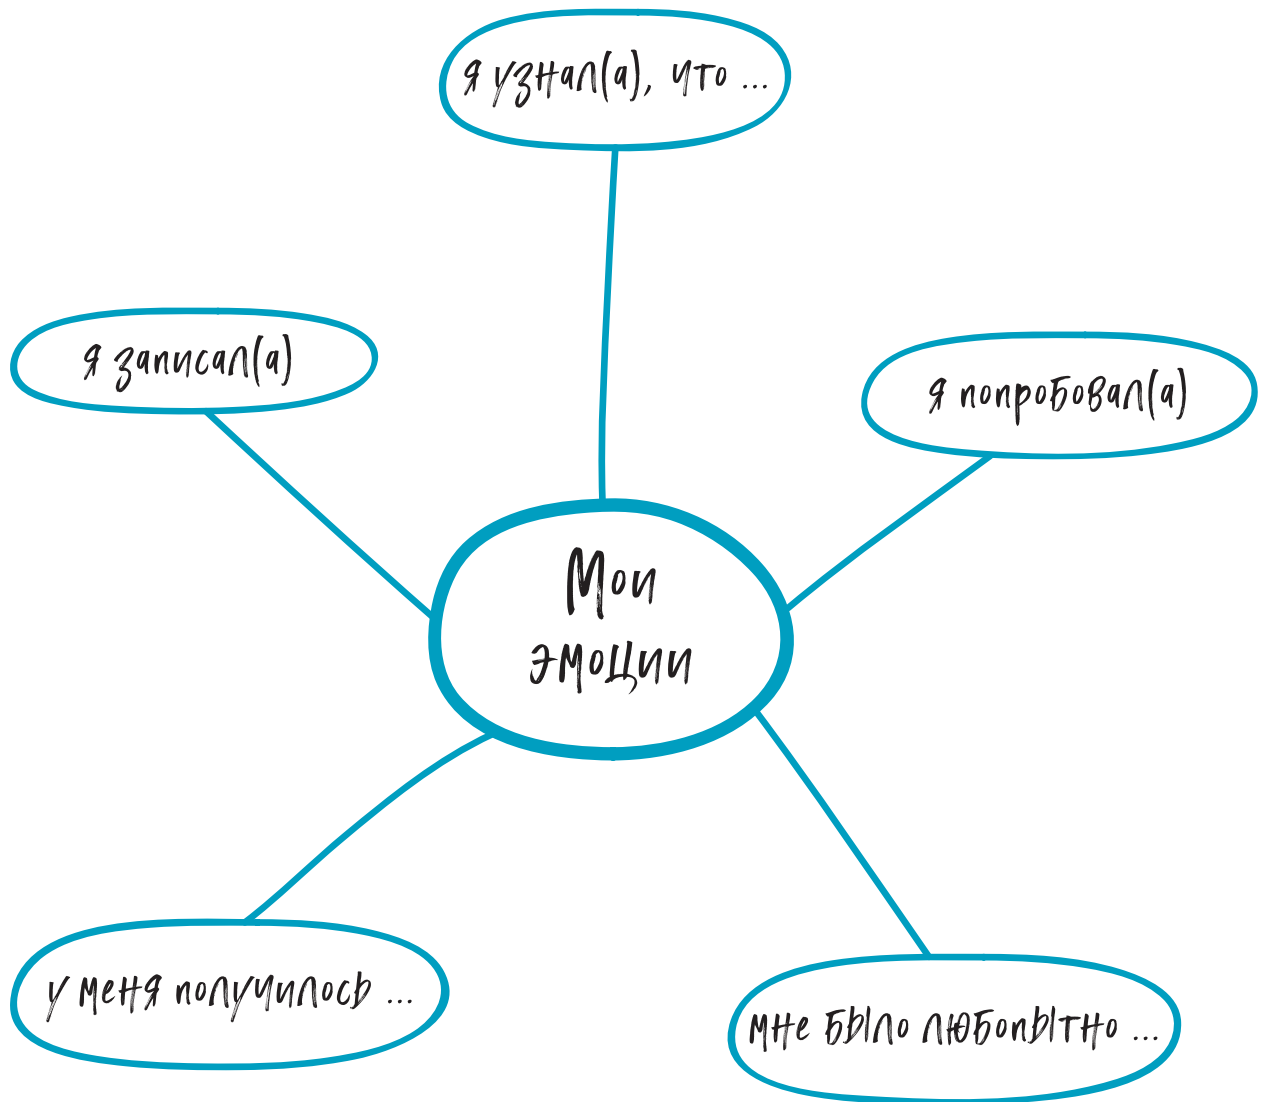 я узнал(а), что ...
я записал(а)
я попробовал(а)
Мои
эмоции
у меня получилось ...
мне было любопытно ...